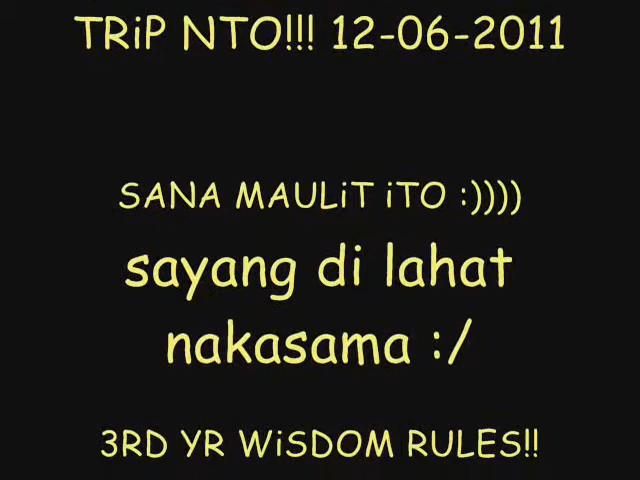 TRiP NTO!!! 12-06-2011
SANA MAULiT iTO :))))
sayang di lahat
nakasama :/
3RD YR WiSDOM RULES!!